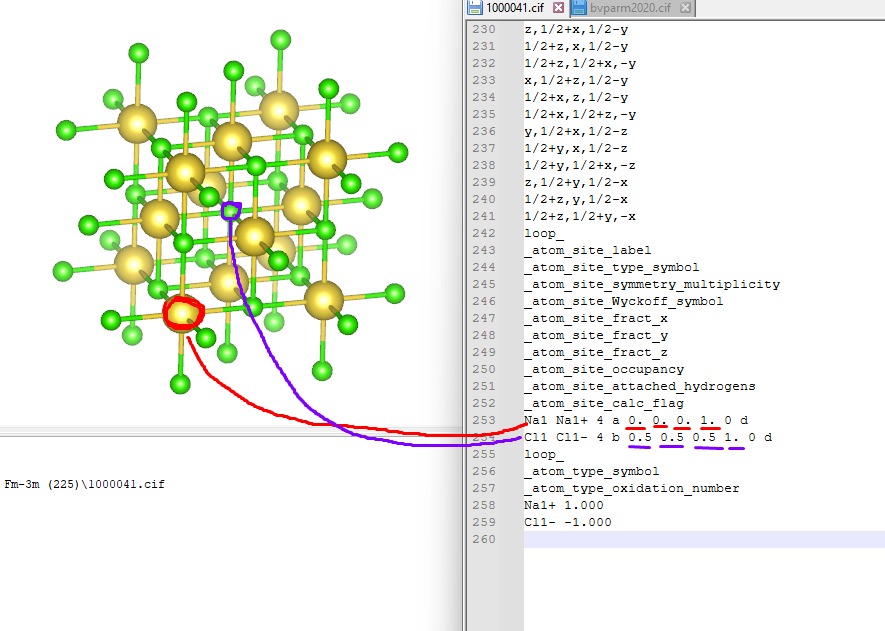 1000041.cif bvparm2020.cif
230 z,1/2+x,1/2-y
231 1/2+z,x,1/2-y
232 1/2+z,1/2+x,-y
233 x,1/2+z,1/2-y
234 1/2+x,z,1/2-y
235 1/2+x,1/2+z,-y
236 y,1/2+x,1/2-z
237 1/2+y,x,1/2-z
238 1/2+y,1/2+x,-z
239 z,1/2+y,1/2-x
240 1/2+z,y,1/2-x
241 1/2+z,1/2+y,-x
242 loop_
243 _atom_site_label
244 _atom_site_type_symbol
245 _atom_site_symmetry_multiplicity
246 _atom_site_Wyckoff_symbol
247 _atom_site_fract_x
248 _atom_site_fract_y
249 _atom_site_fract_z
250 _atom_site_occupancy
251 _atom_site_attached_hydrogens
252 _atom_site_calc_flag
253 Na1 Na1+ 4 a 0. 0. 0. 1. 0 d
254 Cl1 Cl1- 4 b 0.5 0.5 0.5 1. 0 d
255 loop_
256 _atom_type_symbol
257 _atom_type_oxidation_number
258 Na1+ 1.000
259 Cl1- -1.000
260
Fm-3m (225)\1000041.cif